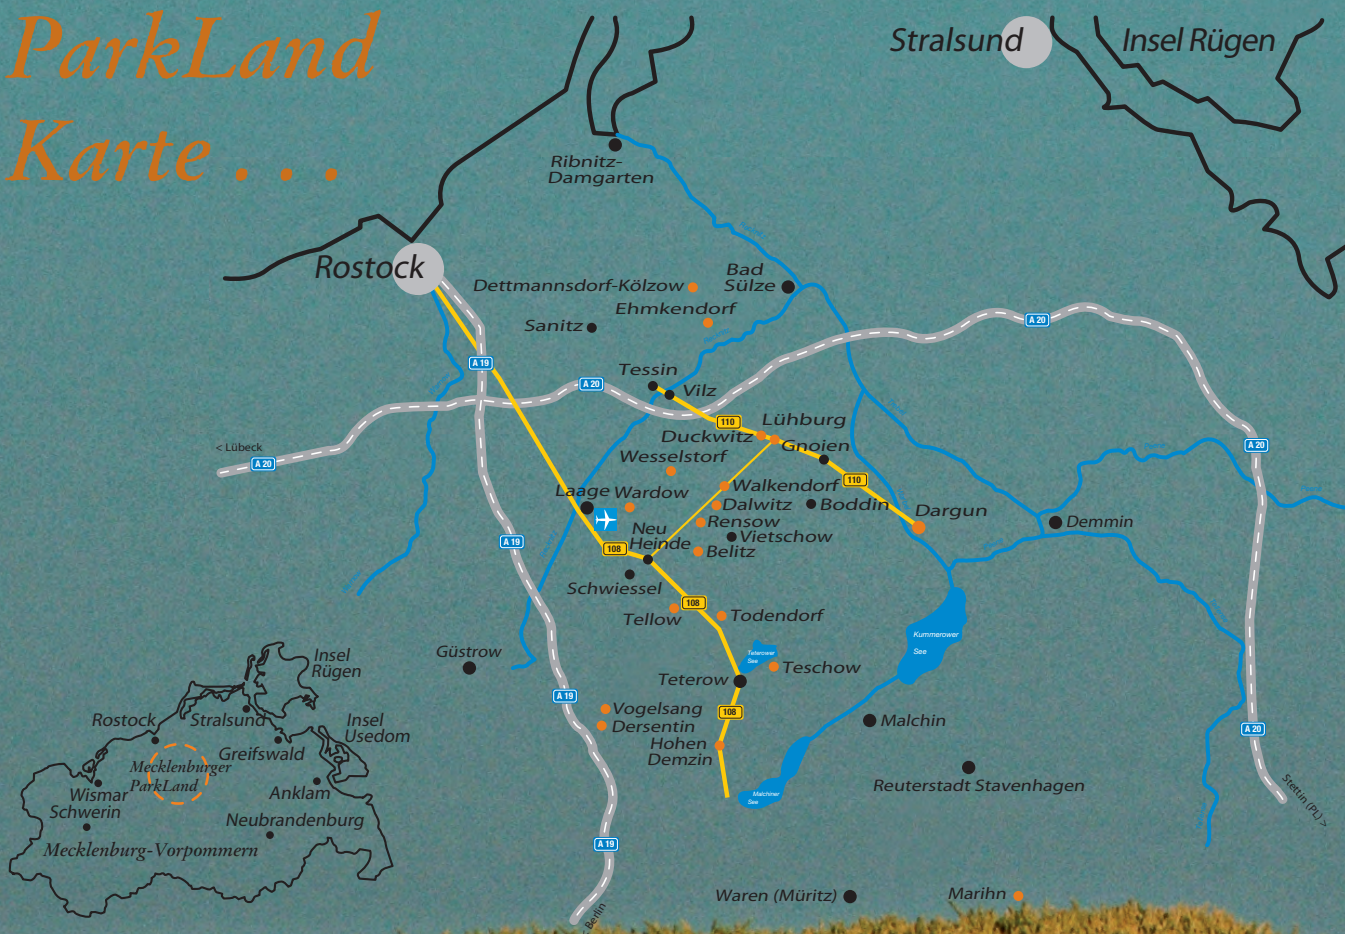 ParkLand
Karte . . .
Stralsund
Insel Rügen
Ribnitz-
Damgarten
Rostock
Dettmannsdorf-Kölzow
Bad
Sülze
Ehmkendorf
Sanitz
A 20
A 19
Tessin
A 20
Vilz
110
Lühburg
Duckwitz
Gnoien
< Lübeck
A 20
Wesselstorf
A 20
110
Laage
Wardow
Walkendorf
Dalwitz
Boddin
Dargun
Rensow
Demmin
Neu
Heinde
Vietschow
A 19
108
Belitz
Schwiessel
108
Tellow
Todendorf
Kummerower
See
Güstrow
Teterower
See
Teschow
Teterow
A 19
108
Vogelsang
Dersentin
Malchin
A 20
Hohen
Demzin
Reuterstadt Stavenhagen
Malchiner
See
Stettin (PL) >
A 19
Waren (Müritz)
Marihn
< Berlin
Insel
Rügen
Rostock
Stralsund
Insel
Usedom
Greifswald
Mecklenburger
ParkLand
Wismar
Anklam
Schwerin
Neubrandenburg
Mecklenburg-Vorpommern